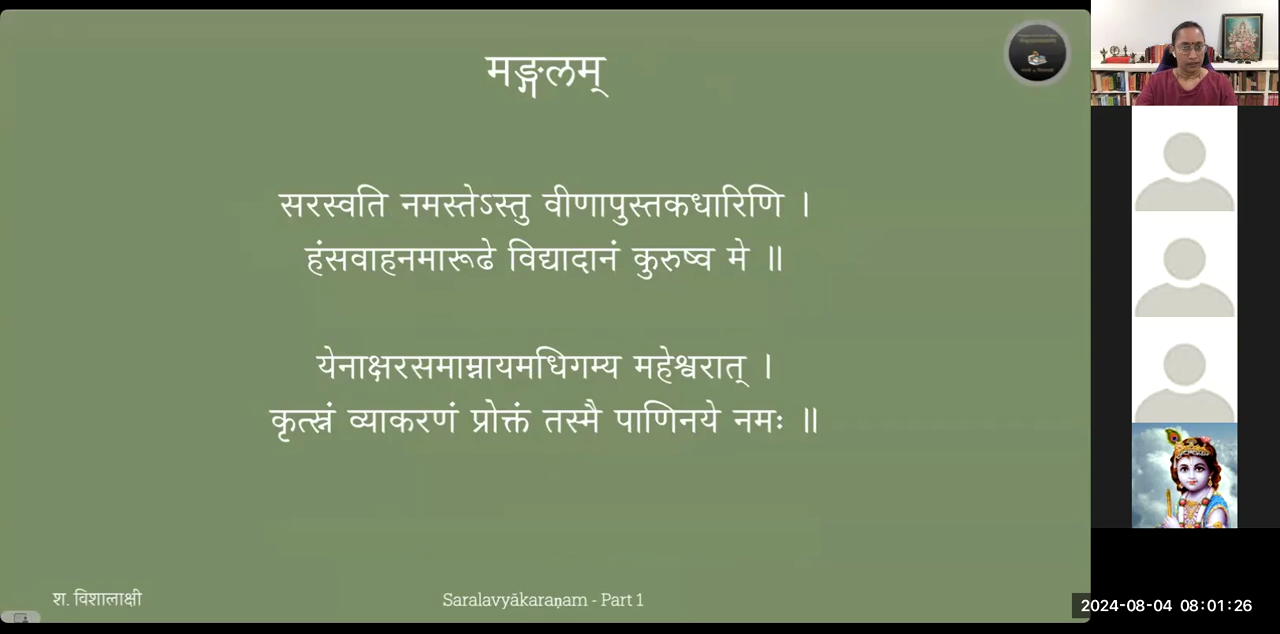 मङ्गलम्
सरस्वति नमस्तेऽस्तु वीणापुस्तकधारिणि ।
हंसवाहनमारूढे विद्यादानं कुरुष्व मे ॥
येनाक्षरसमाम्नायमधिगम्य महेश्वरात् ।
कृत्स्नं व्याकरणं प्रोक्तं तस्मै पाणिनये नमः ॥
श. विशालाक्षी
Saralavyākaraṇam - Part 1
2024-08-04 08:01:26